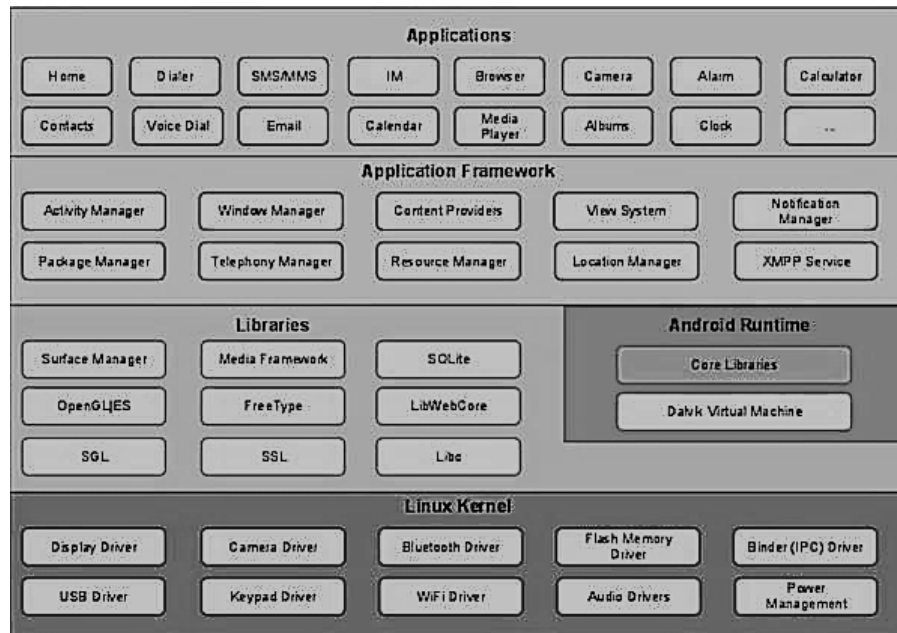 Applications
Home Dialer SMS/MMS IM Browser Camera Alarm Calculator
Contacts Voice Dial Email Calendar Media Player Albums Clock ...
Application Framework
Activity Manager Window Manager Content Providers View System Notification Manager
Package Manager Telephony Manager Resource Manager Location Manager XMPP Service
Libraries
Android Runtime
Surface Manager Media Framework SQLite
Core Libraries
OpenGL|ES FreeType LibWebCore
Dalvik Virtual Machine
SGL SSL Libc
Linux Kernel
Display Driver Camera Driver Bluetooth Driver Flash Memory Driver Binder (IPC) Driver
USB Driver Keypad Driver WiFi Driver Audio Drivers Power Management